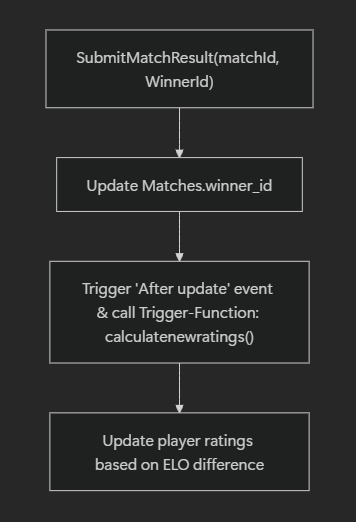 SubmitMatchResult(matchId,
WinnerId)
Update Matches.winner_id
Trigger 'After update' event
& call Trigger-Function:
calculatenewratings()
Update player ratings
based on ELO difference